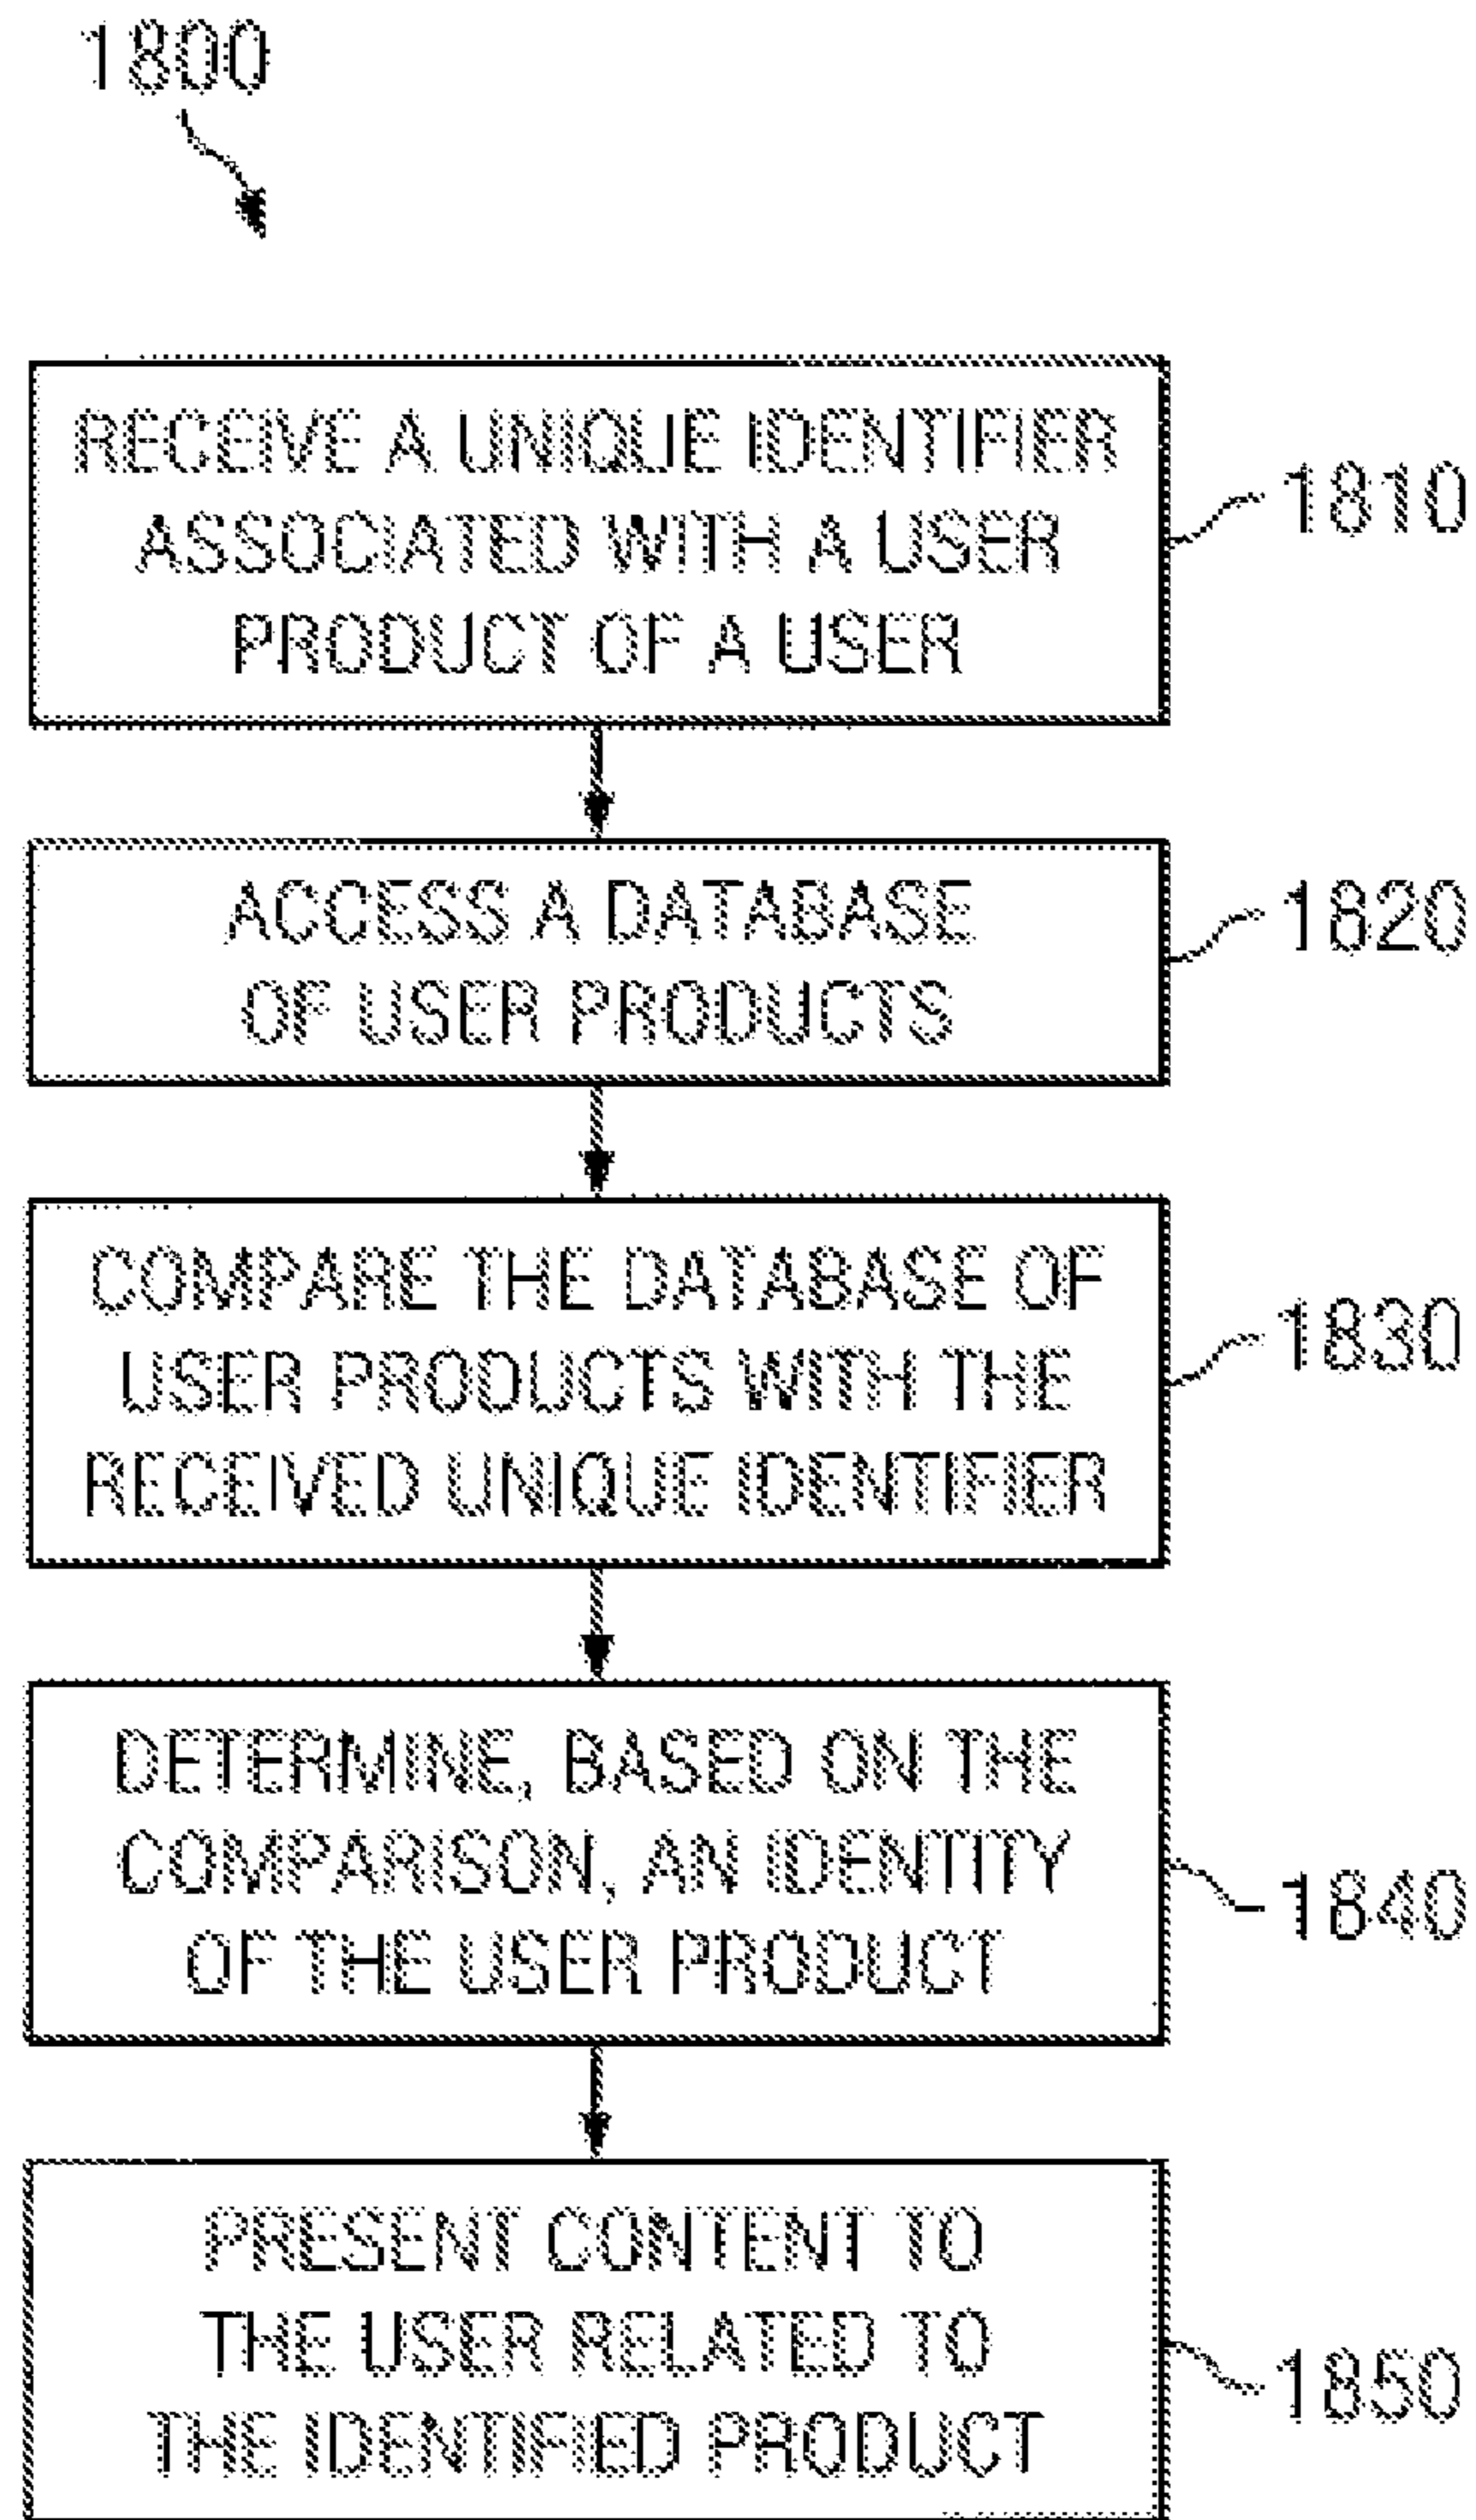 1800
RECEIVE A UNIQUE IDENTIFIER
ASSOCIATED WITH A USER
PRODUCT OF A USER
1810
ACCESS A DATABASE
OF USER PRODUCTS
1820
COMPARE THE DATABASE OF
USER PRODUCTS WITH THE
RECEIVED UNIQUE IDENTIFIER
1830
DETERMINE, BASED ON THE
COMPARISON, AN IDENTITY
OF THE USER PRODUCT
1840
PRESENT CONTENT TO
THE USER RELATED TO
THE IDENTIFIED PRODUCT
1850